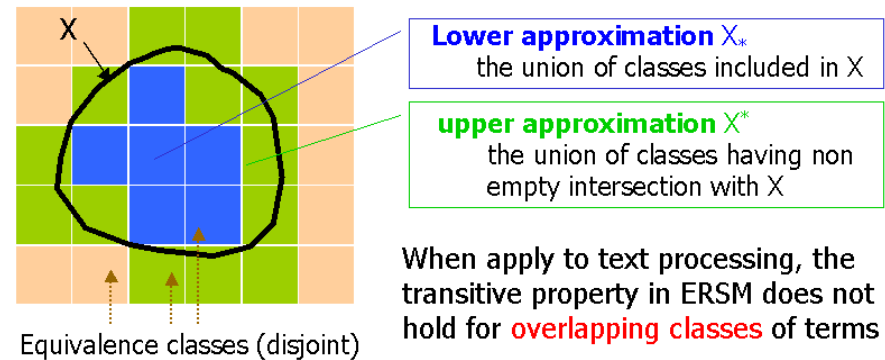 X
Lower approximation X*
the union of classes included in X
upper approximation X*
the union of classes having non
empty intersection with X
When apply to text processing, the
transitive property in ERSM does not
hold for overlapping classes of terms
Equivalence classes (disjoint)